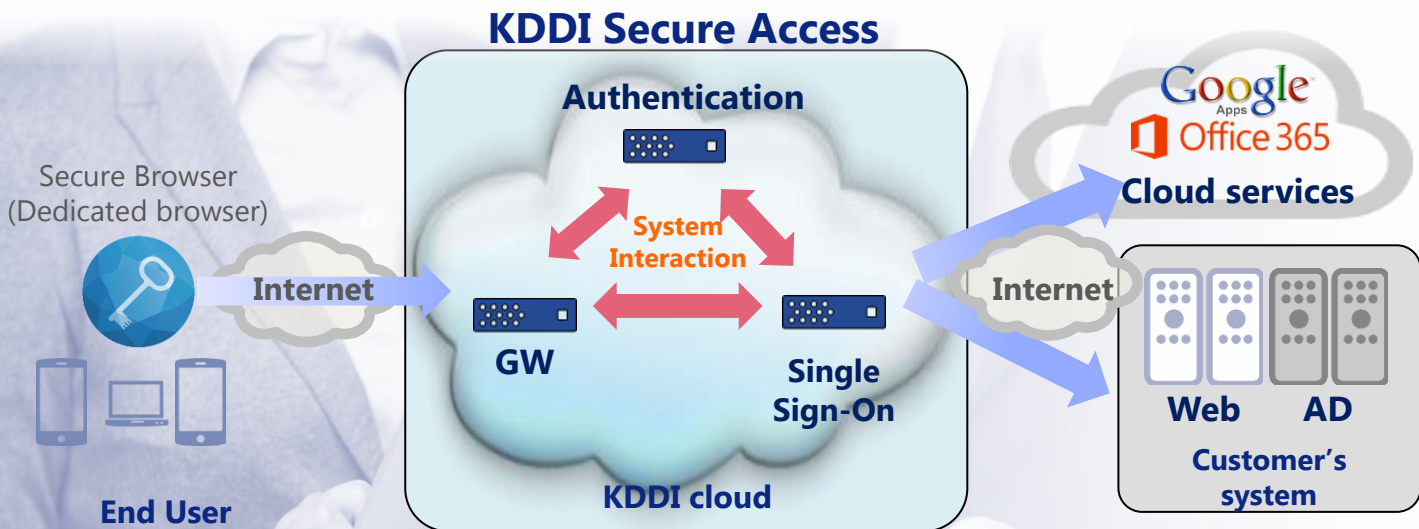 KDDI Secure Access
Authentication
System
Interaction
GW
Single
Sign-On
KDDI cloud
Secure Browser
(Dedicated browser)
Internet
End User
Google
Apps
Office 365
Cloud services
Internet
Web
AD
Customer's
system